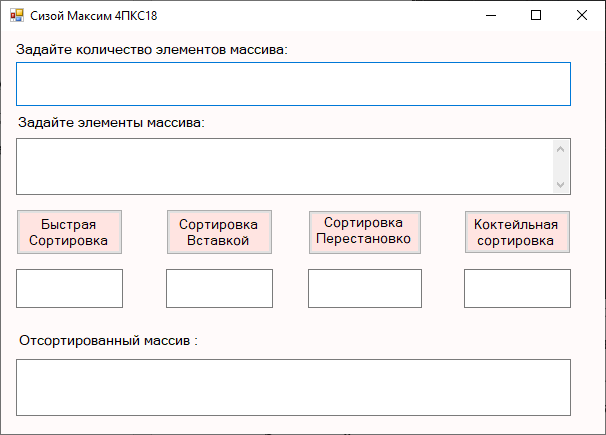 Сизой Максим 4ПКС18
Задайте количество элементов массива:
Задайте элементы массива:
Быстрая
Сортировка
Сортировка
Вставкой
Сортировка
Перестановко
Коктейльная
сортировка
Отсортированный массив :